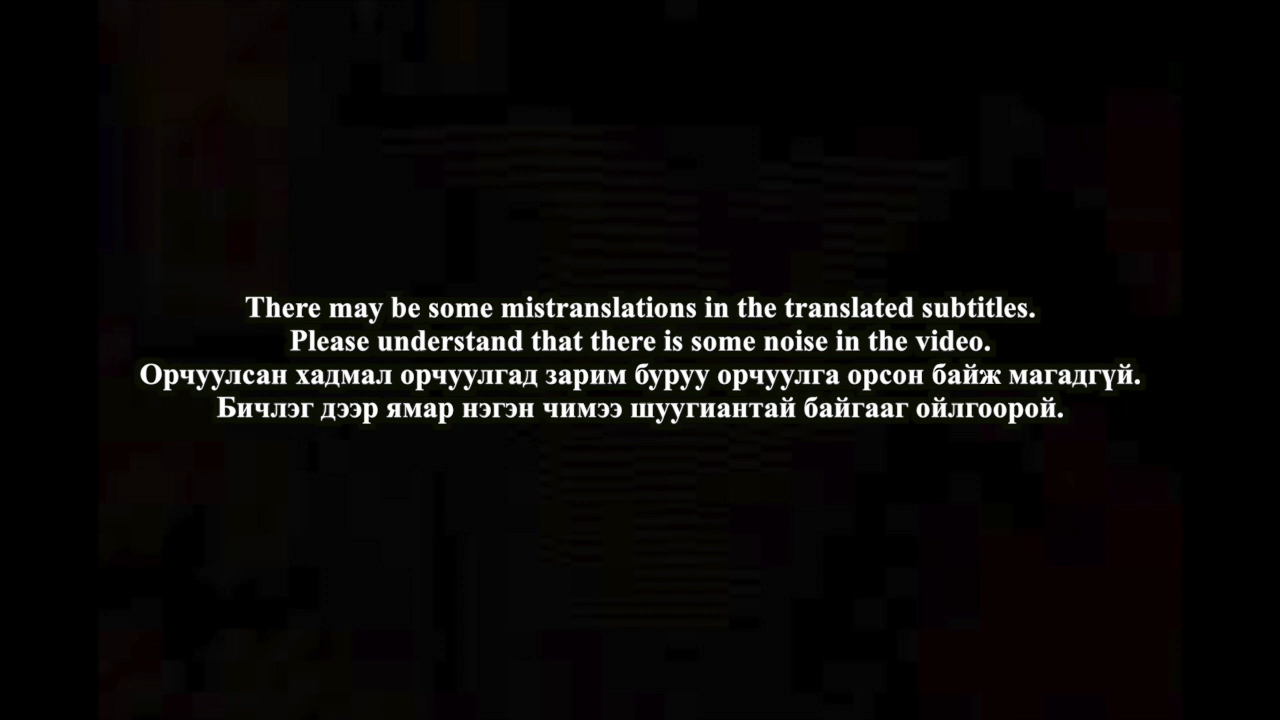 There may be some mistranslations in the translated subtitles.
Please understand that there is some noise in the video.
Орчуулсан хадмал орчуулгад зарим буруу орчуулга орсон байж магадгүй.
Бичлэг дээр ямар нэгэн чимээ шуугиантай байгааг ойлгоорой.